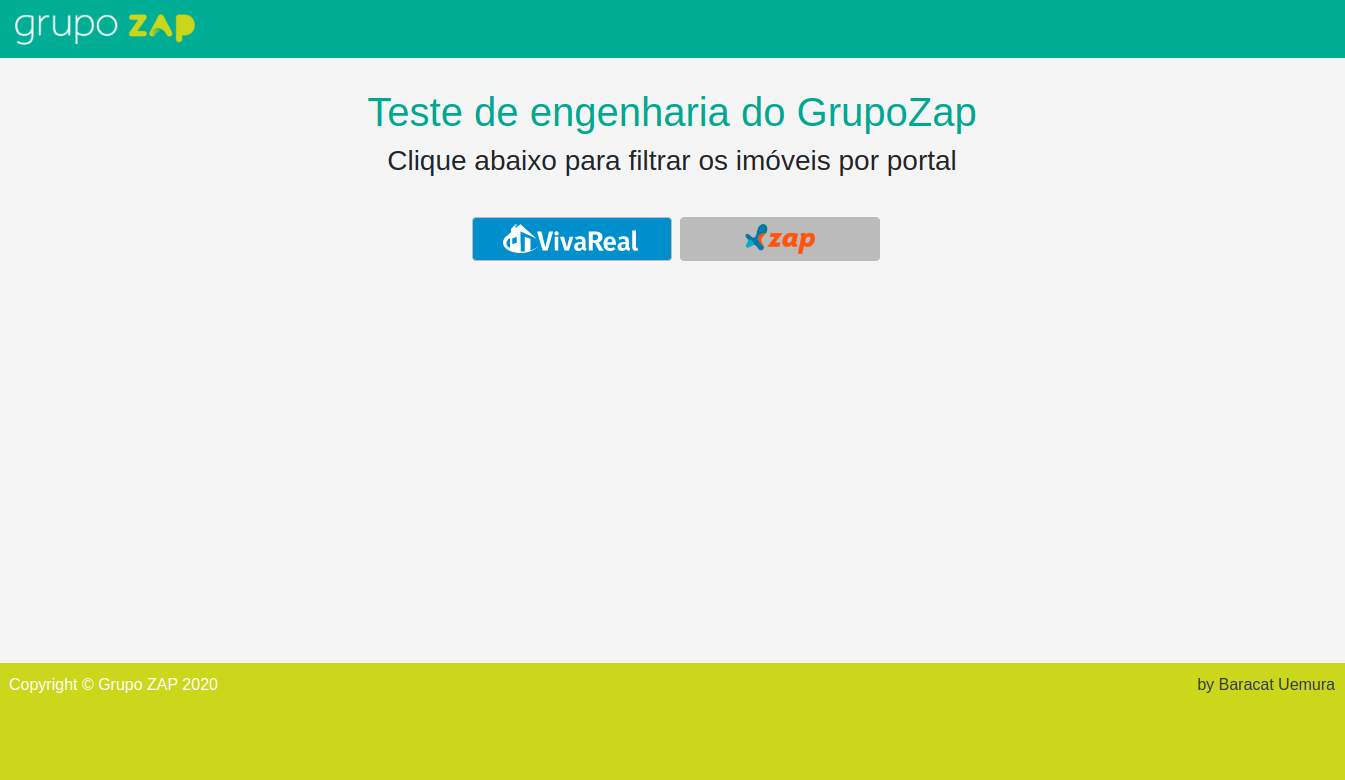 grupo ZAP
Teste de engenharia do GrupoZap
Clique abaixo para filtrar os imóveis por portal
VivaReal
zap
Copyright © Grupo ZAP 2020
by Baracat Uemura